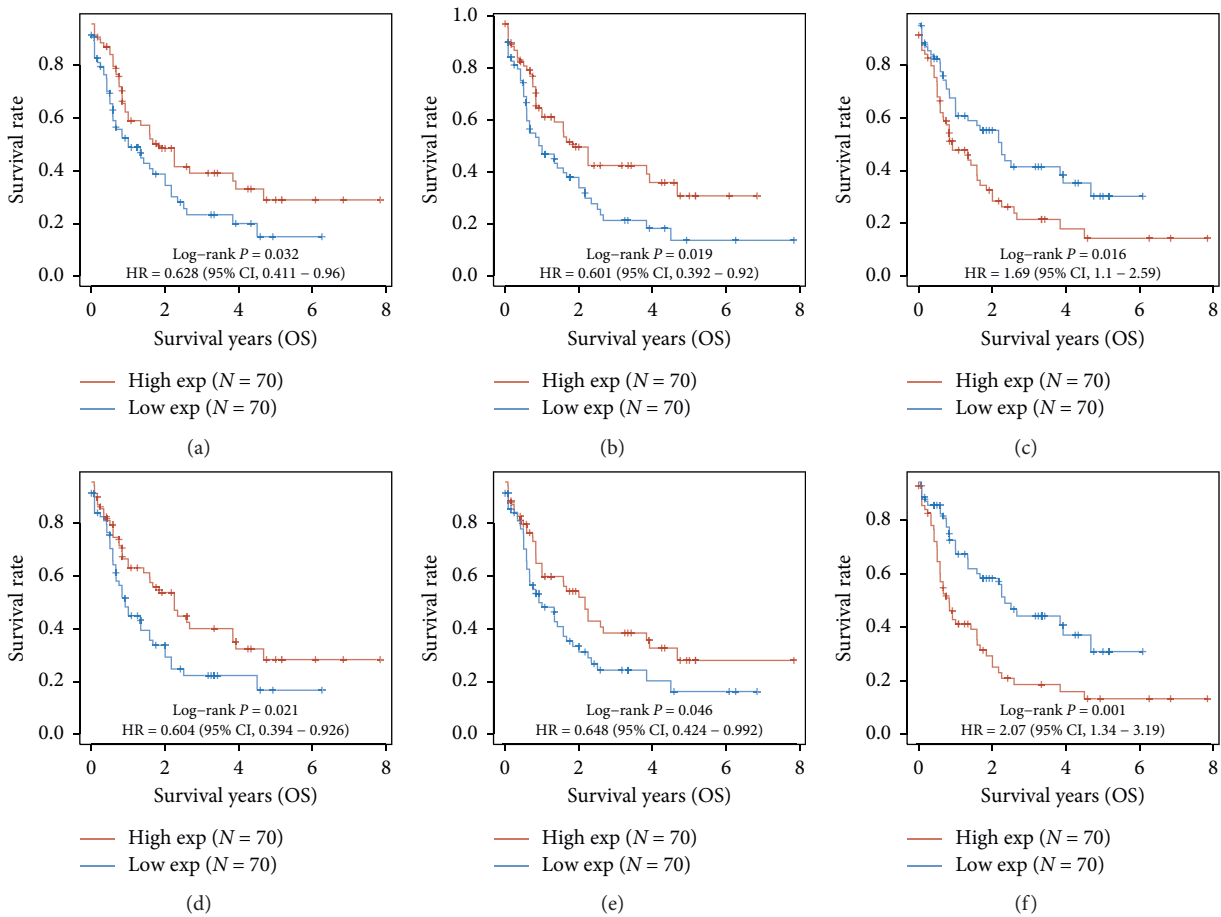 Survival rate
0.8
0.6
0.4
0.2
0.0
Log–rank P = 0.032
HR = 0.628 (95% CI, 0.411 – 0.96)
0 2 4 6 8
Survival years (OS)
High exp (N = 70)
Low exp (N = 70)
(a)
Survival rate
1.0
0.8
0.6
0.4
0.2
0.0
Log–rank P = 0.019
HR = 0.601 (95% CI, 0.392 – 0.92)
0 2 4 6 8
Survival years (OS)
High exp (N = 70)
Low exp (N = 70)
(b)
Survival rate
0.8
0.6
0.4
0.2
0.0
Log–rank P = 0.016
HR = 1.69 (95% CI, 1.1 – 2.59)
0 2 4 6 8
Survival years (OS)
High exp (N = 70)
Low exp (N = 70)
(c)
Survival rate
0.8
0.6
0.4
0.2
0.0
Log–rank P = 0.021
HR = 0.604 (95% CI, 0.394 – 0.926)
0 2 4 6 8
Survival years (OS)
High exp (N = 70)
Low exp (N = 70)
(d)
Survival rate
0.8
0.6
0.4
0.2
0.0
Log–rank P = 0.046
HR = 0.648 (95% CI, 0.424 – 0.992)
0 2 4 6 8
Survival years (OS)
High exp (N = 70)
Low exp (N = 70)
(e)
Survival rate
0.8
0.6
0.4
0.2
0.0
Log–rank P = 0.001
HR = 2.07 (95% CI, 1.34 – 3.19)
0 2 4 6 8
Survival years (OS)
High exp (N = 70)
Low exp (N = 70)
(f)